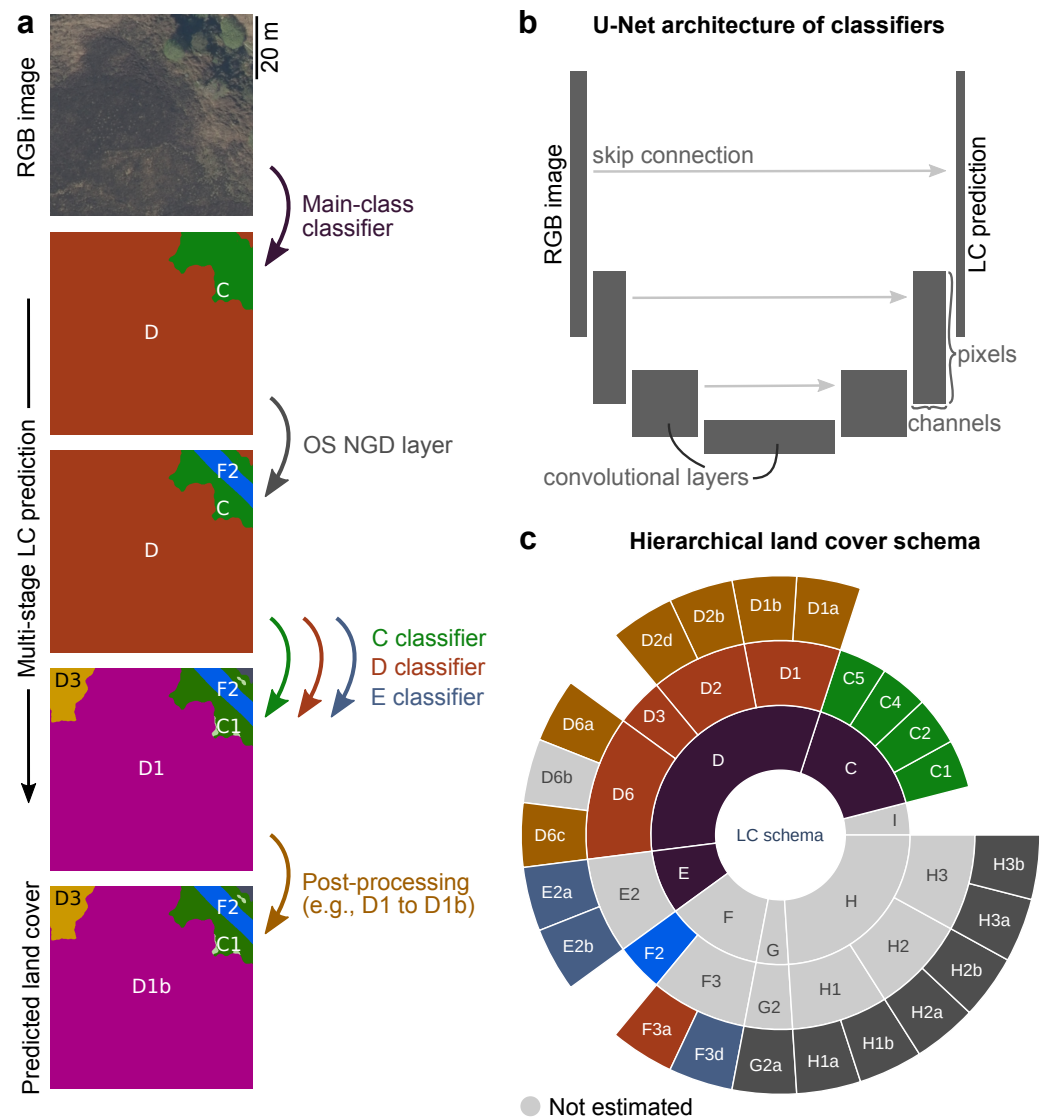 a
RGB image
20 m
Main-class
classifier
C
D
OS NGD layer
F2
C
D
Multi-stage LC prediction
C classifier
D classifier
E classifier
D3
F2
C1
D1
Post-processing
(e.g., D1 to D1b)
D3
F2
C1
D1b
Predicted land cover
b
U-Net architecture of classifiers
RGB image
skip connection
LC prediction
pixels
channels
convolutional layers
c
Hierarchical land cover schema
D2d
D2b
D1b
D1a
D6a
D3
D2
D1
C5
C4
C2
C1
D6b
D6
D
C
I
D6c
LC schema
E2a
E2
E
H
H3
H3b
E2b
F2
F
G
H2
H3a
F3
G2
H1
H2b
F3a
F3d
G2a
H1a
H1b
H2a
Not estimated